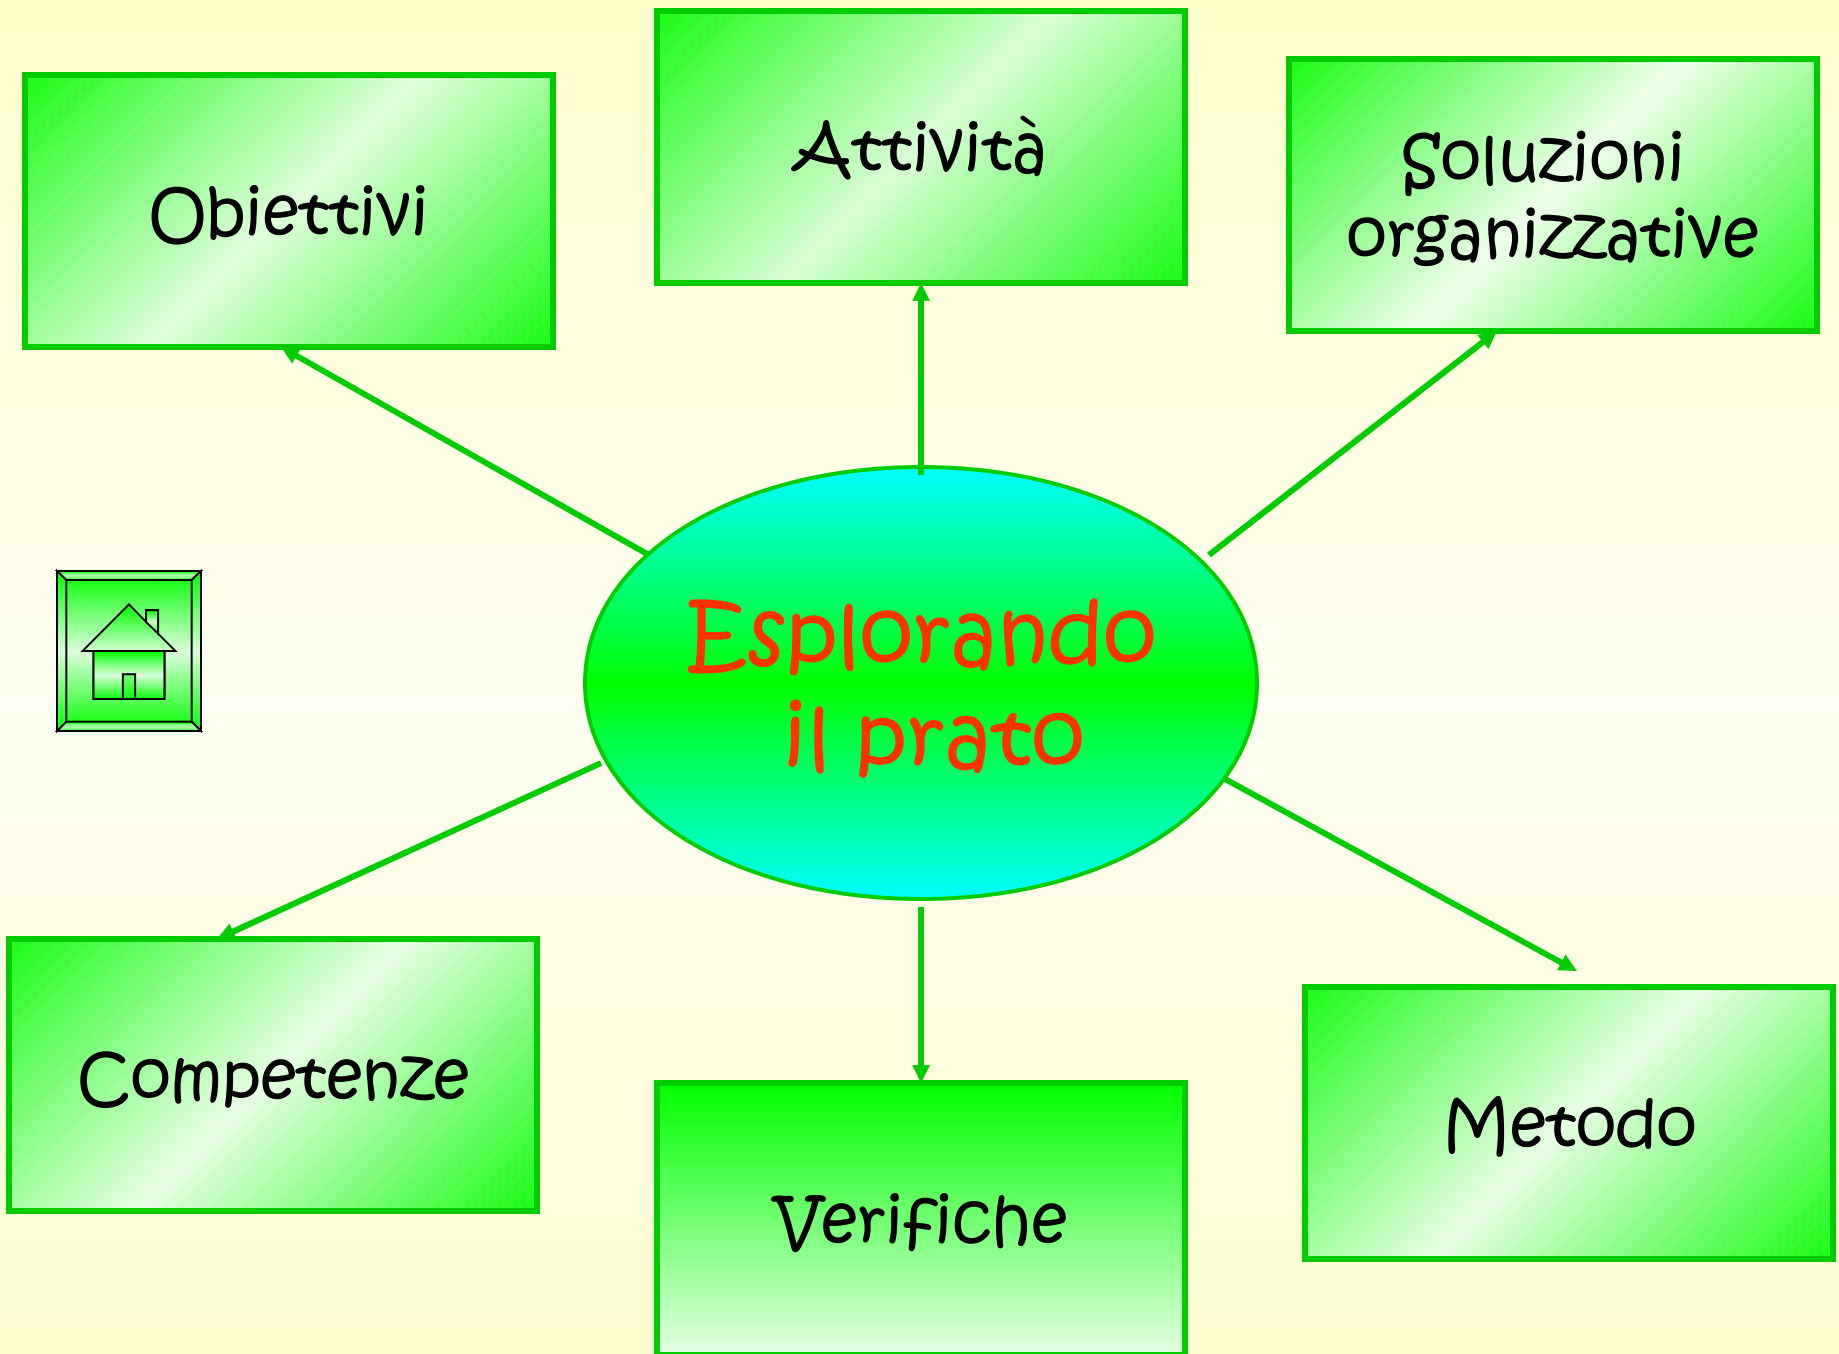 Obiettivi
Attività
Soluzioni
organizzative
Esplorando
il prato
Competenze
Verifiche
Metodo